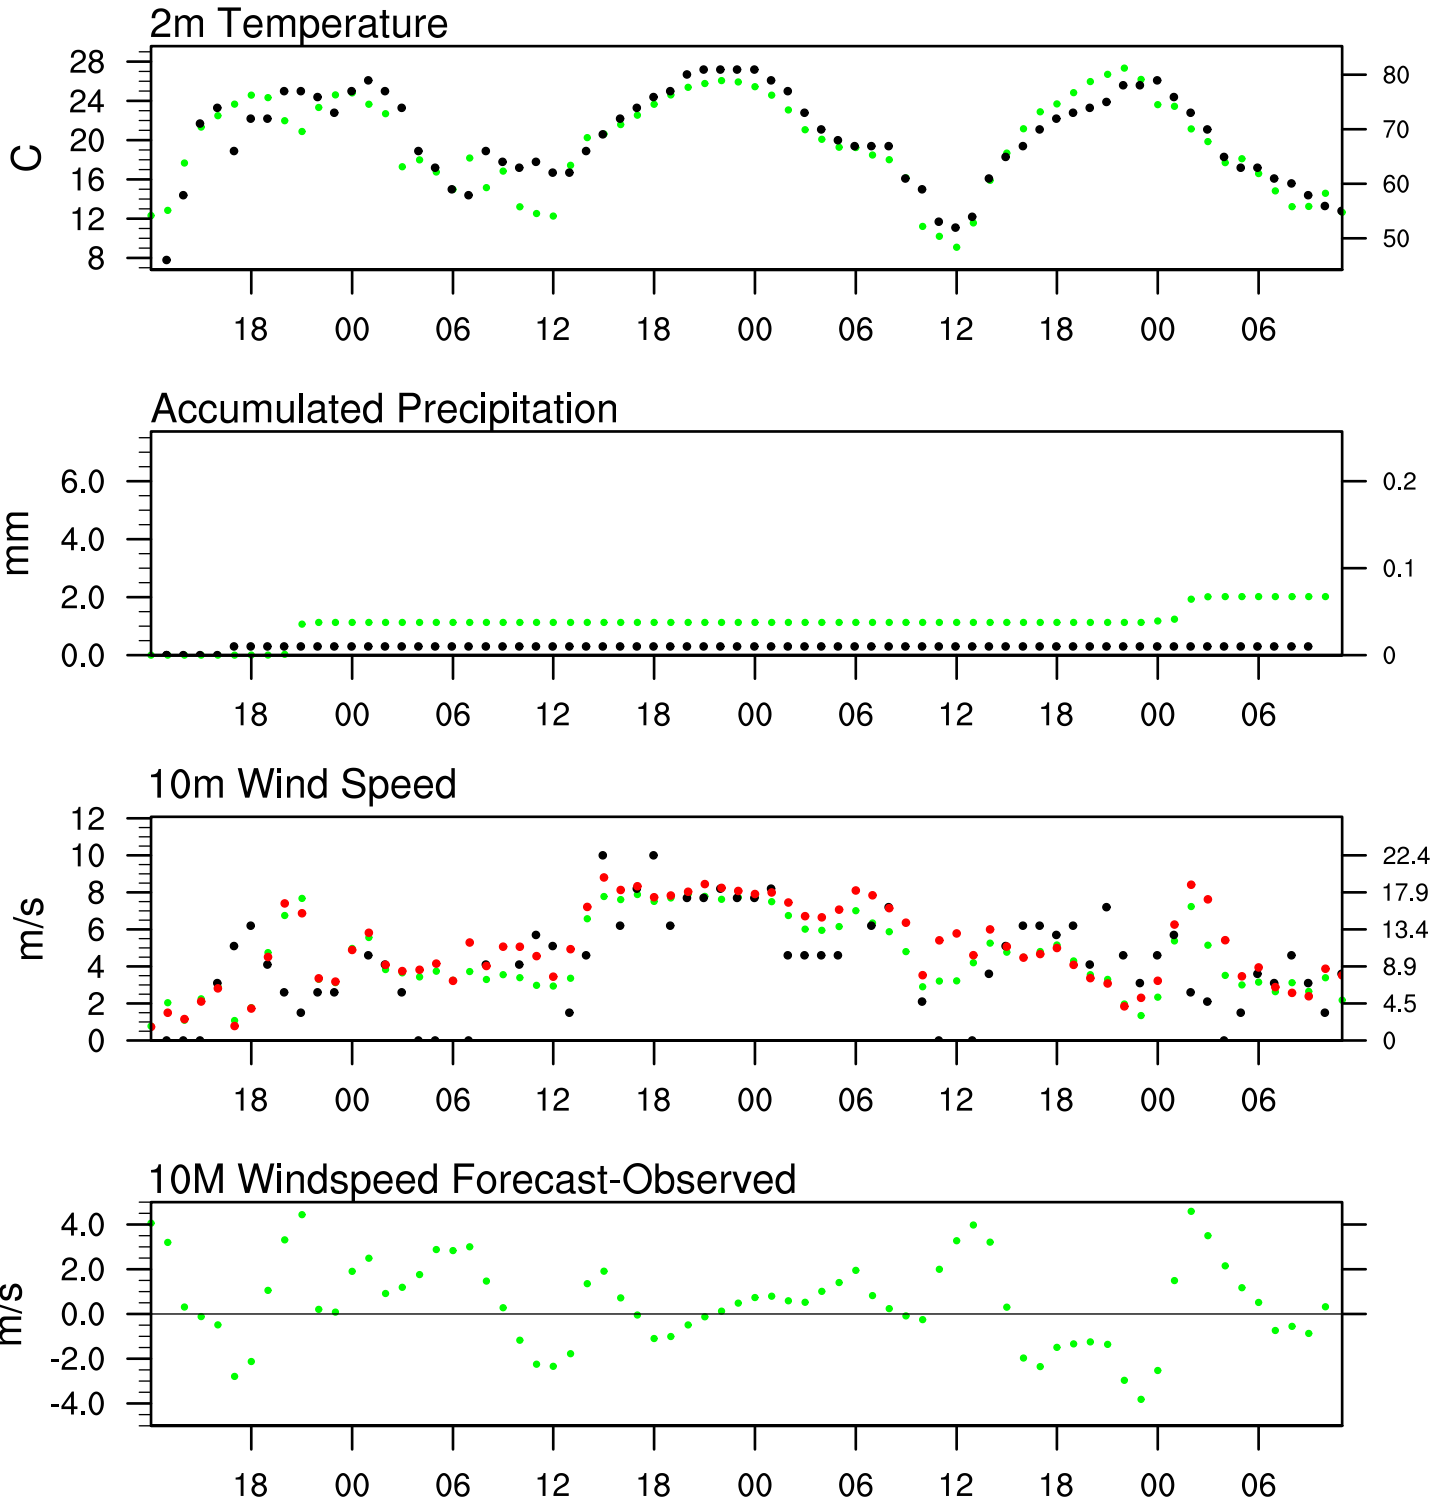 2m Temperature
28
24
20
16
12
8
C
80
70
60
50
18 00 06 12 18 00 06 12 18 00 06
Accumulated Precipitation
6.0
4.0
2.0
0.0
mm
0.2
0.1
0
18 00 06 12 18 00 06 12 18 00 06
10m Wind Speed
12
10
8
6
4
2
0
m/s
22.4
17.9
13.4
8.9
4.5
0
18 00 06 12 18 00 06 12 18 00 06
10M Windspeed Forecast-Observed
4.0
2.0
0.0
-2.0
-4.0
m/s
18 00 06 12 18 00 06 12 18 00 06